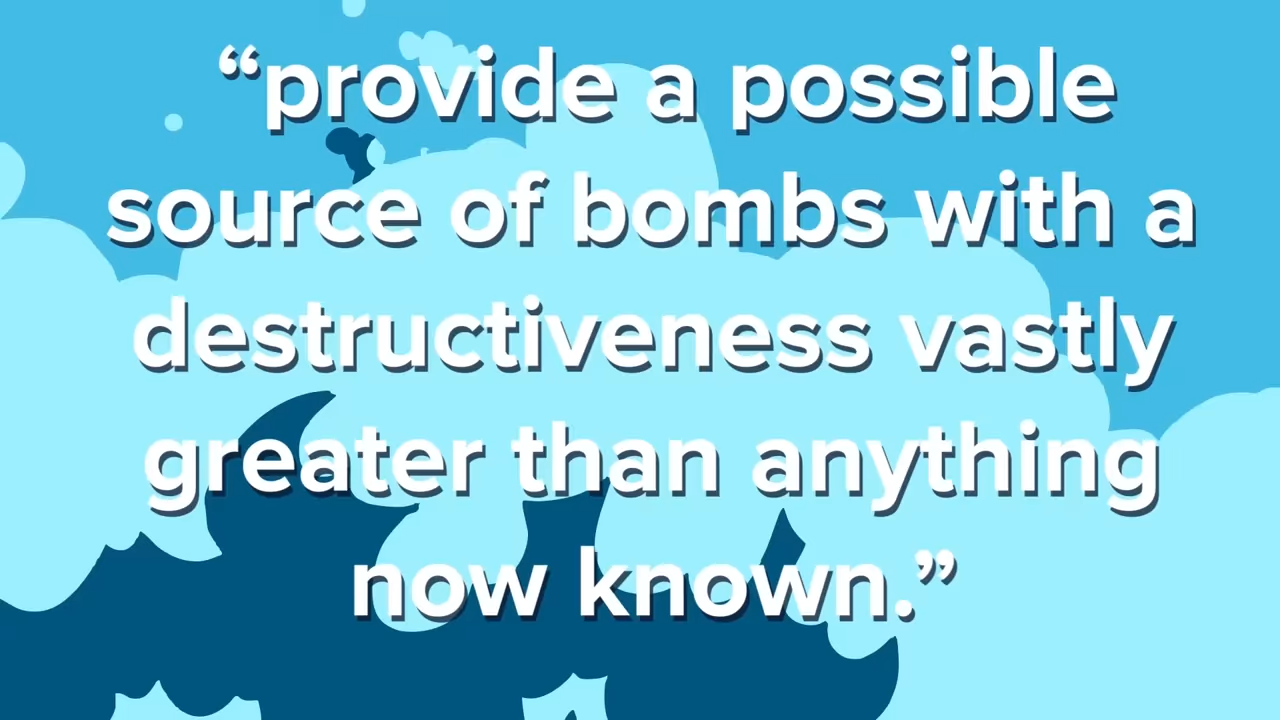 “provide a possible
source of bombs with a
destructiveness vastly
greater than anything
now known.”